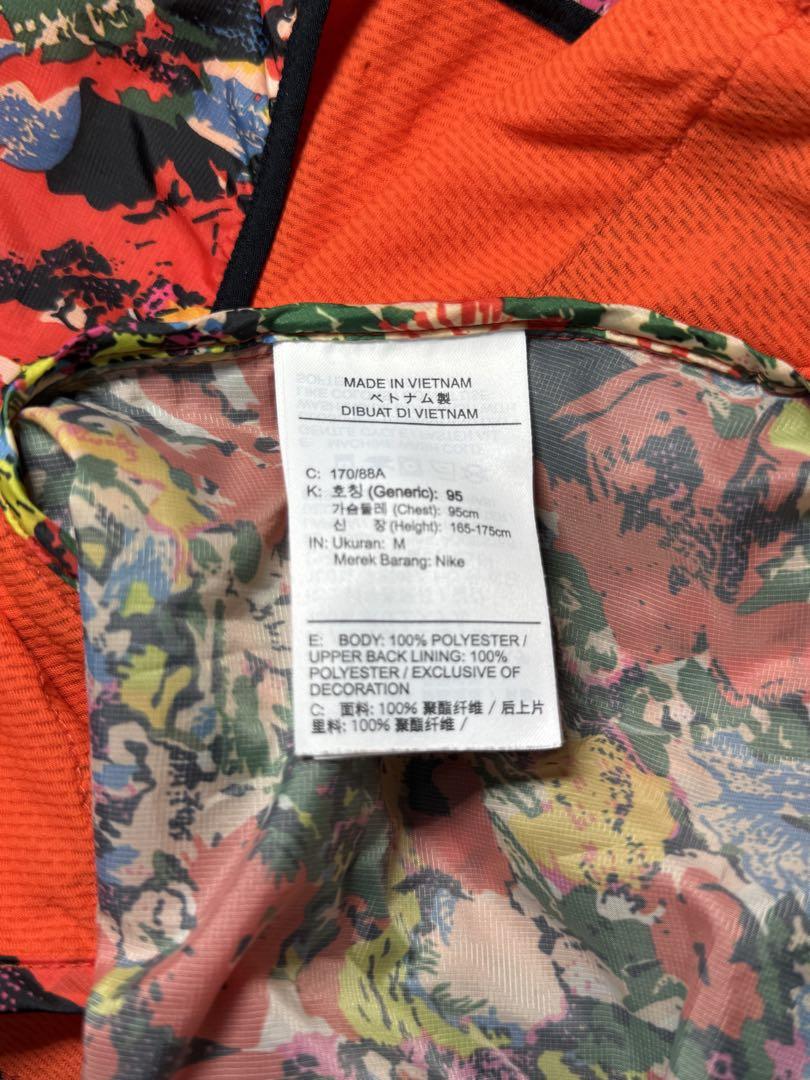 MADE IN VIETNAM
ベトナム製
DIBUAT DI VIETNAM
C: 170/88A
K: 호칭 (Generic): 95
가슴둘레 (Chest): 95cm
신 장 (Height): 165-175cm
IN: Ukuran: M
Merek Barang: Nike
E: BODY: 100% POLYESTER /
UPPER BACK LINING: 100%
POLYESTER / EXCLUSIVE OF
DECORATION
C: 面料: 100% 聚酯纤维 / 后上片
里料: 100% 聚酯纤维 /